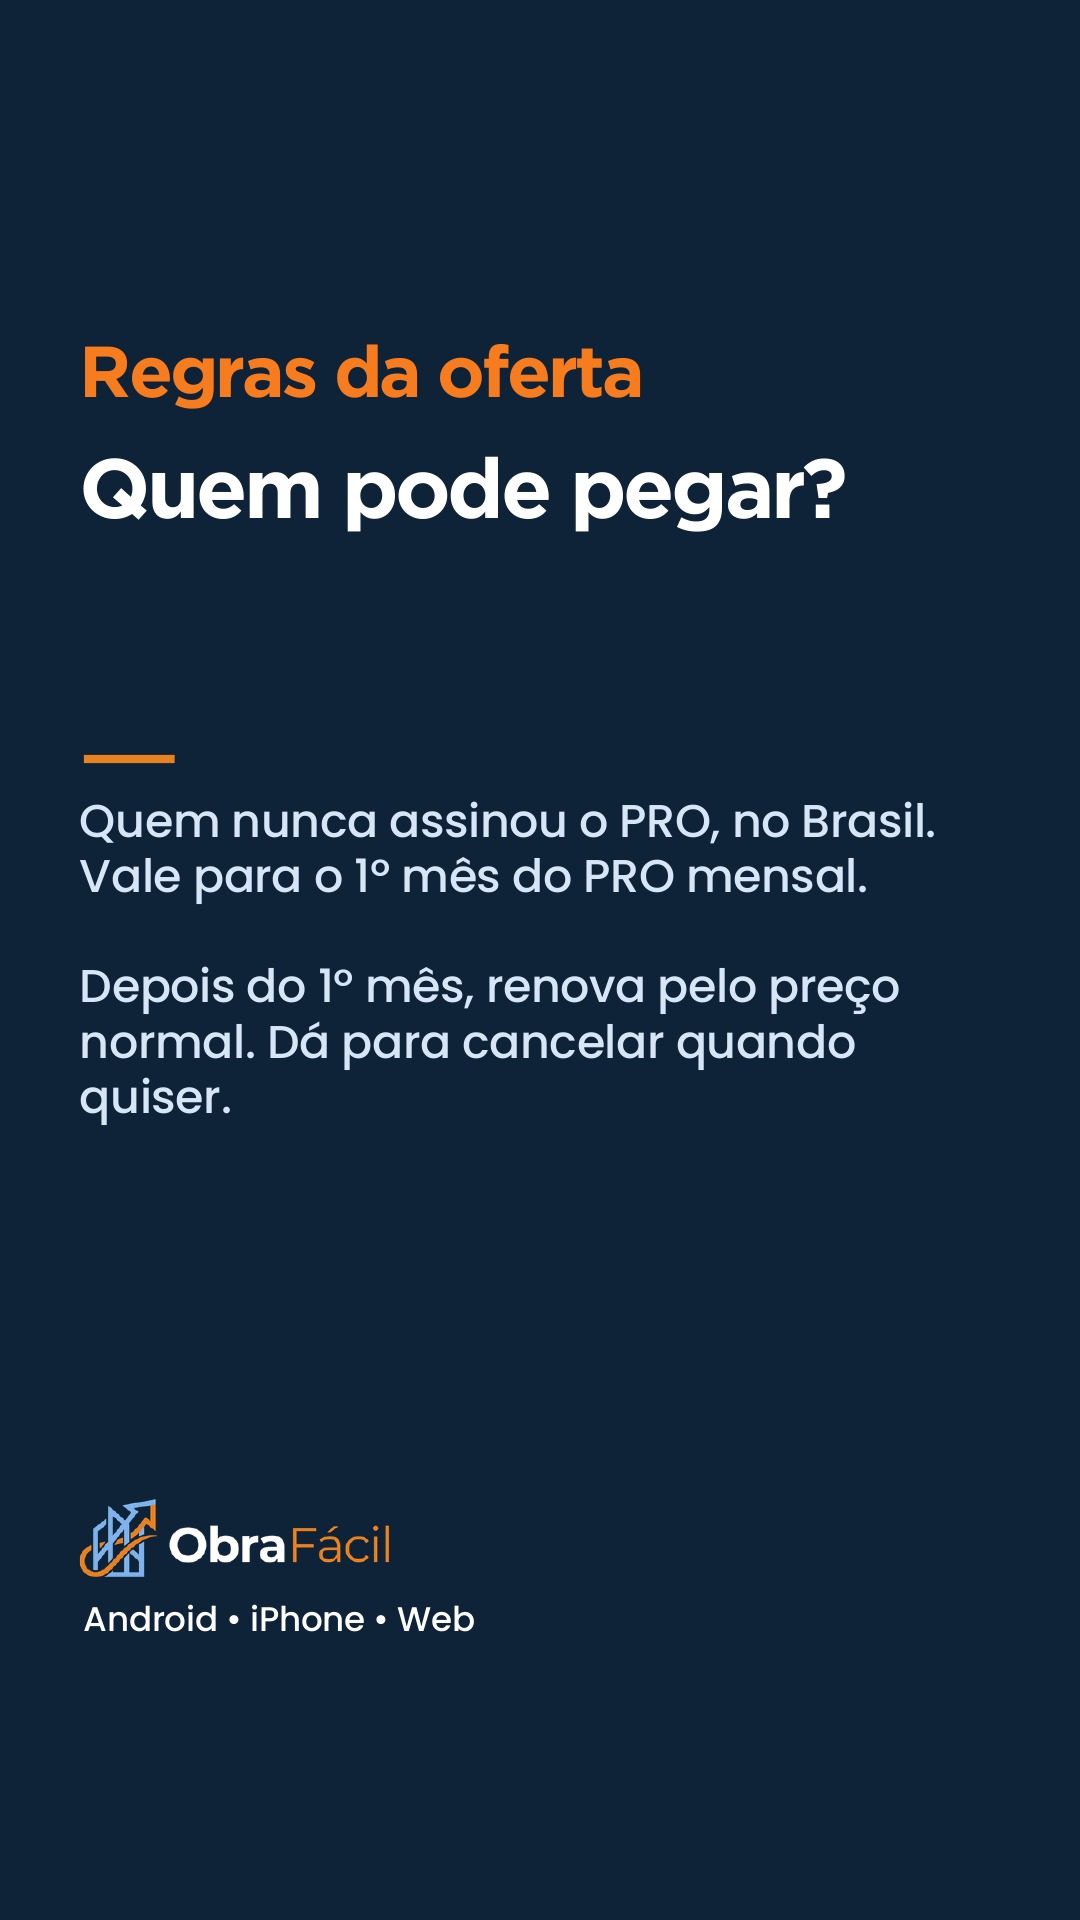 Regras da oferta
Quem pode pegar?
Quem nunca assinou o PRO, no Brasil.
Vale para o 1º mês do PRO mensal.
Depois do 1º mês, renova pelo preço
normal. Dá para cancelar quando
quiser.
ObraFácil
Android • iPhone • Web